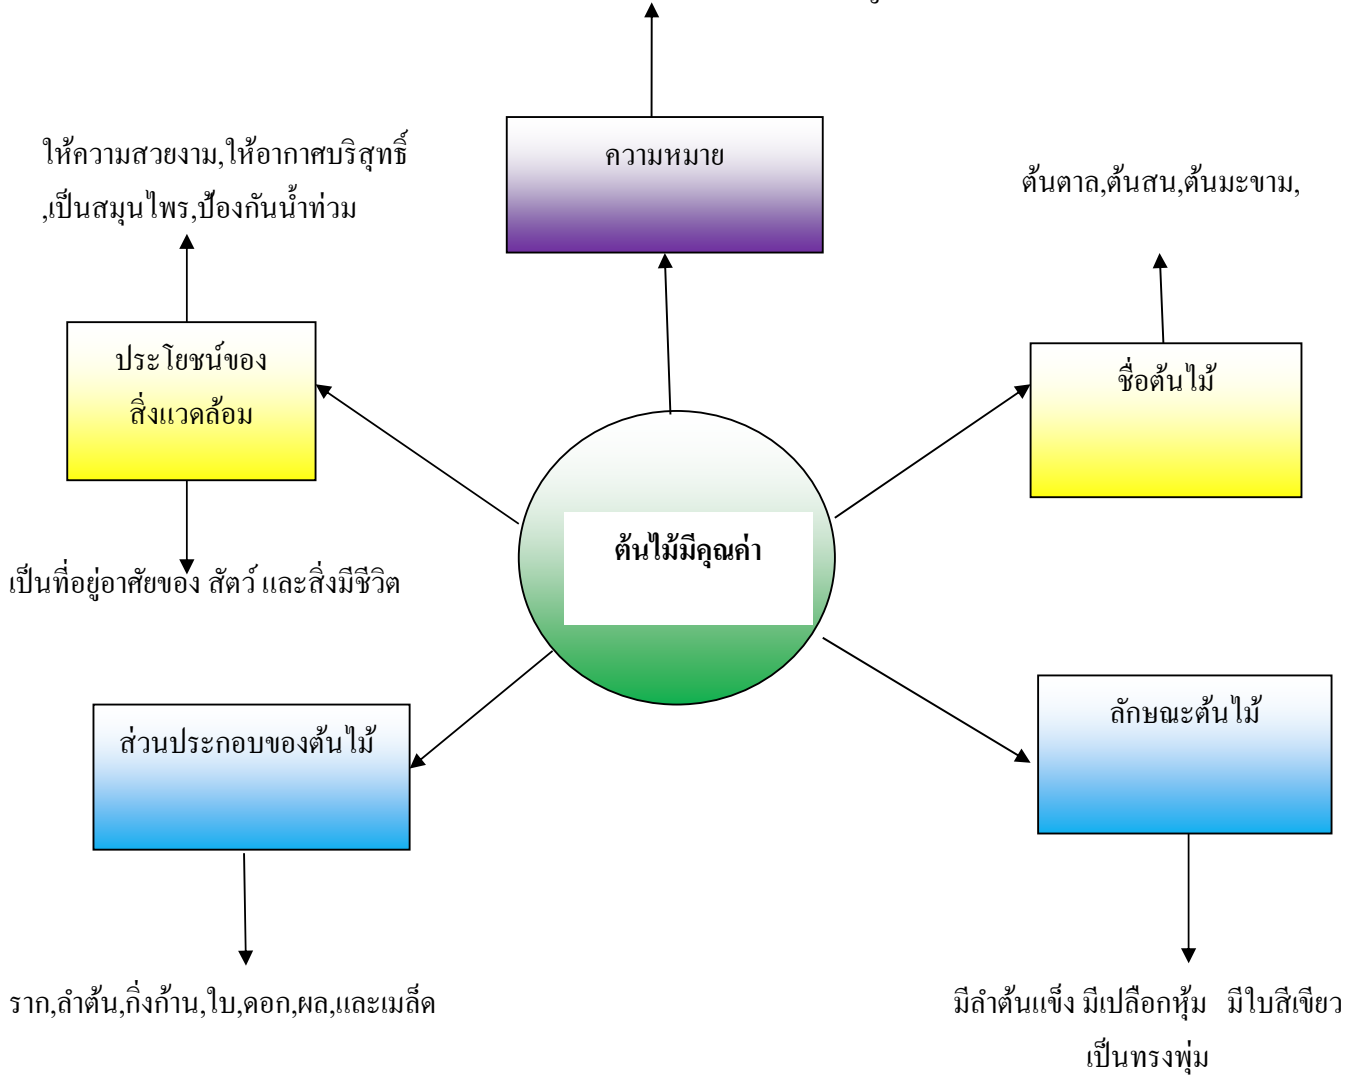 ความหมาย
ให้ความสวยงาม,ให้อากาศบริสุทธิ์
,เป็นสมุนไพร,ป้องกันน้ำท่วม
ต้นตาล,ต้นสน,ต้นมะขาม,
ประโยชน์ของ
สิ่งแวดล้อม
ชื่อต้นไม้
ต้นไม้มีคุณค่า
เป็นที่อยู่อาศัยของ สัตว์ และสิ่งมีชีวิต
ส่วนประกอบของต้นไม้
ลักษณะต้นไม้
ราก,ลำต้น,กิ่งก้าน,ใบ,ดอก,ผล,และเมล็ด
มีลำต้นแข็ง มีเปลือกหุ้ม มีใบสีเขียว
เป็นทรงพุ่ม